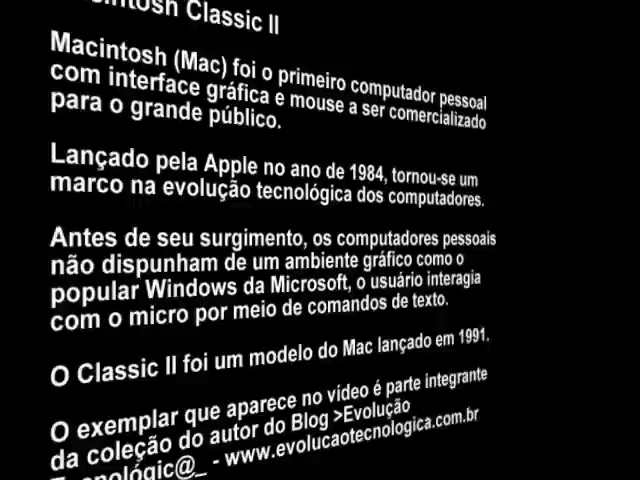 Macintosh Classic II
Macintosh (Mac) foi o primeiro computador pessoal
com interface gráfica e mouse a ser comercializado
para o grande público.
Lançado pela Apple no ano de 1984, tornou-se um
marco na evolução tecnológica dos computadores.
Antes de seu surgimento, os computadores pessoais
não dispunham de um ambiente gráfico como o
popular Windows da Microsoft, o usuário interagia
com o micro por meio de comandos de texto.
O Classic II foi um modelo do Mac lançado em 1991.
O exemplar que aparece no vídeo é parte integrante
da coleção do autor do Blog >Evolução
Tecnológic@_ - www.evolucaotecnologica.com.br